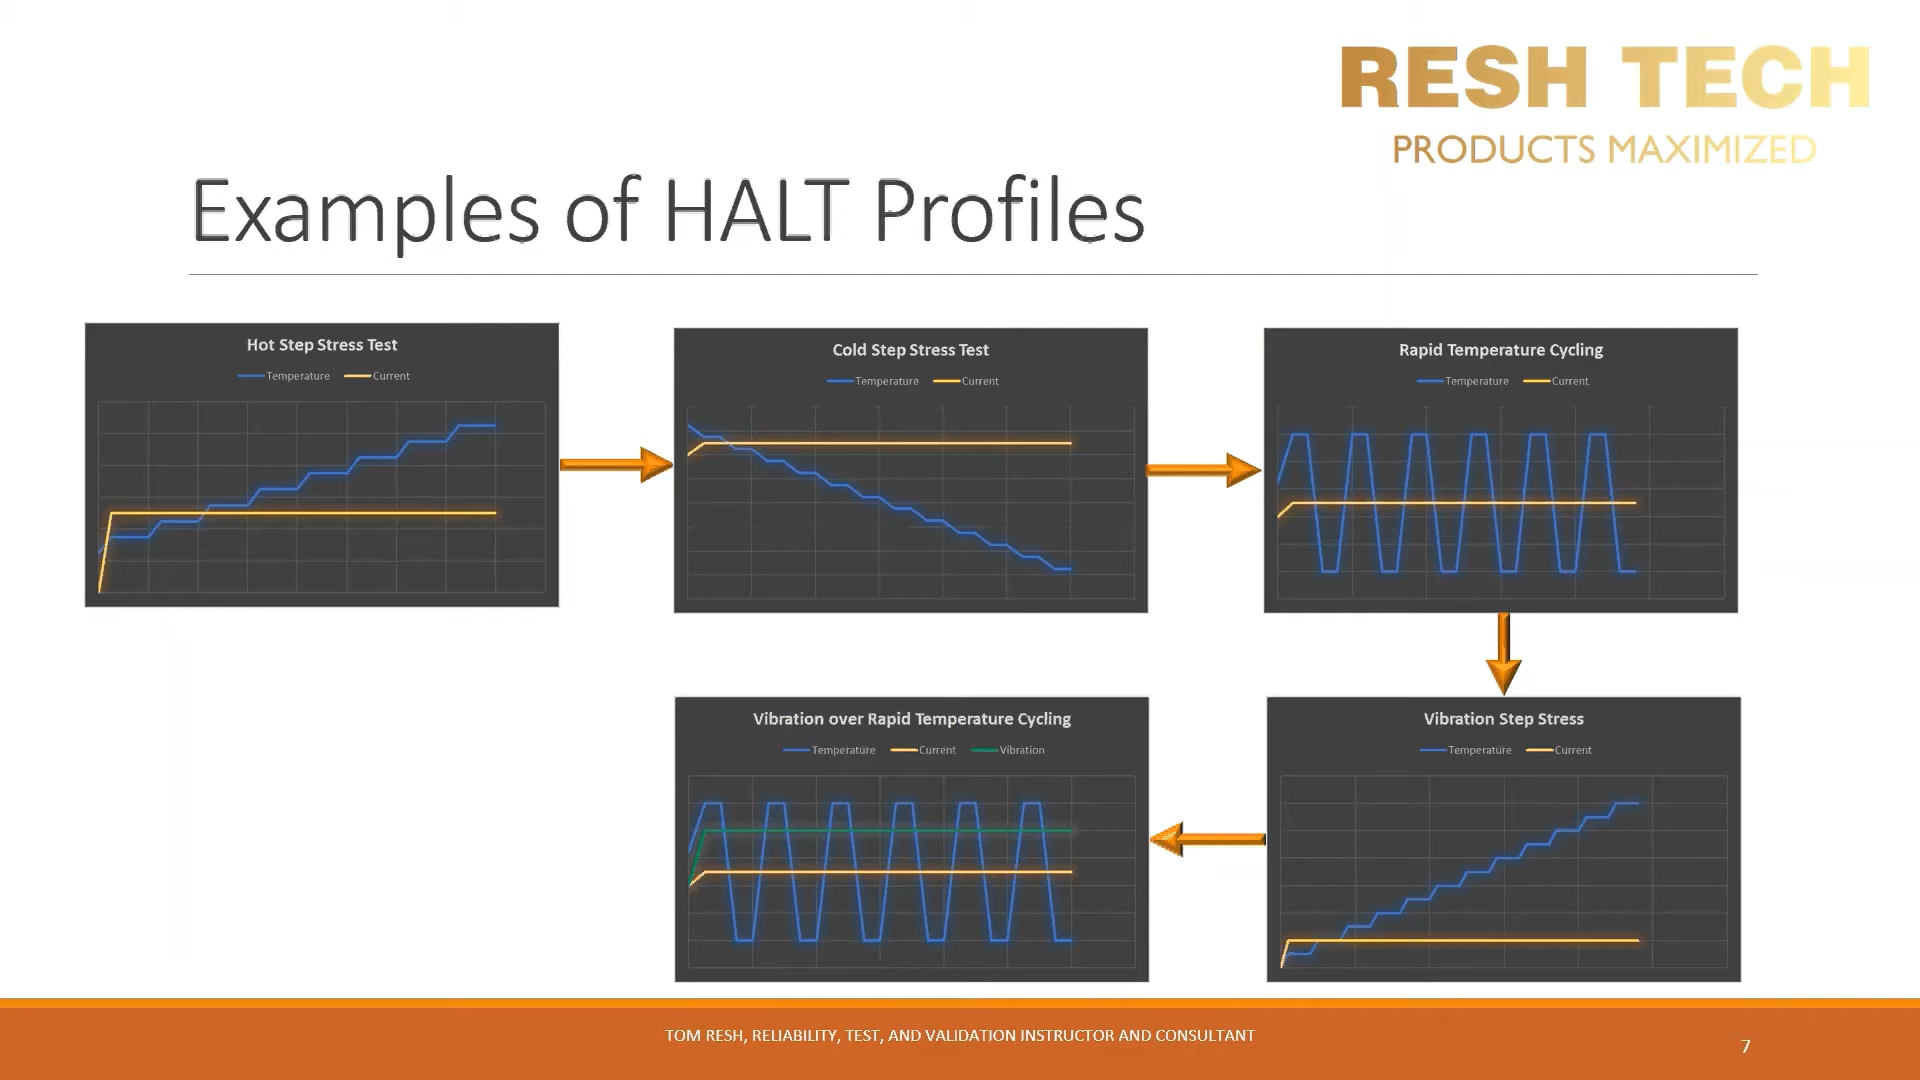 RESH TECH
PRODUCTS MAXIMIZED
Examples of HALT Profiles
Hot Step Stress Test
Temperature Current
Cold Step Stress Test
Temperature Current
Rapid Temperature Cycling
Temperature Current
Vibration over Rapid Temperature Cycling
Temperature Current Vibration
Vibration Step Stress
Temperature Current
TOM RESH, RELIABILITY, TEST, AND VALIDATION INSTRUCTOR AND CONSULTANT
7